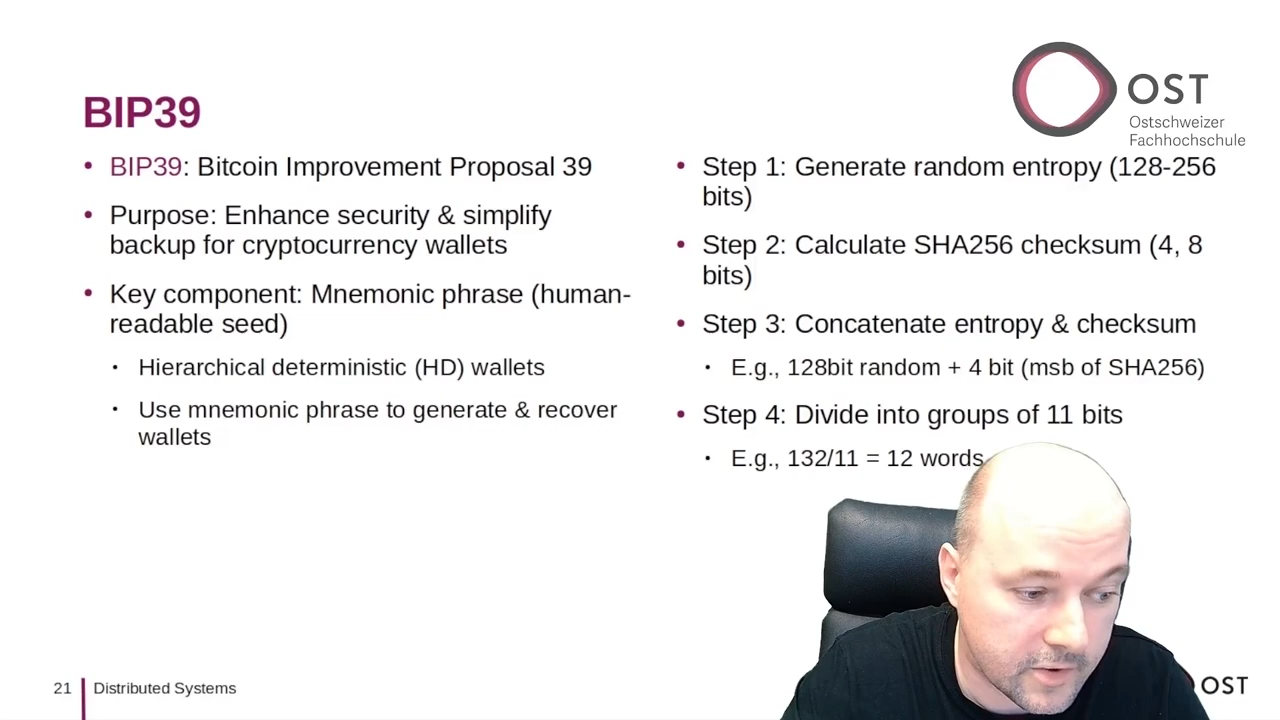 OST
Ostschweizer
Fachhochschule
BIP39
• BIP39: Bitcoin Improvement Proposal 39
• Purpose: Enhance security & simplify
backup for cryptocurrency wallets
• Key component: Mnemonic phrase (human-
readable seed)
• Hierarchical deterministic (HD) wallets
• Use mnemonic phrase to generate & recover
wallets
• Step 1: Generate random entropy (128-256
bits)
• Step 2: Calculate SHA256 checksum (4, 8
bits)
• Step 3: Concatenate entropy & checksum
• E.g., 128bit random + 4 bit (msb of SHA256)
• Step 4: Divide into groups of 11 bits
• E.g., 132/11 = 12 words
21 Distributed Systems
OST